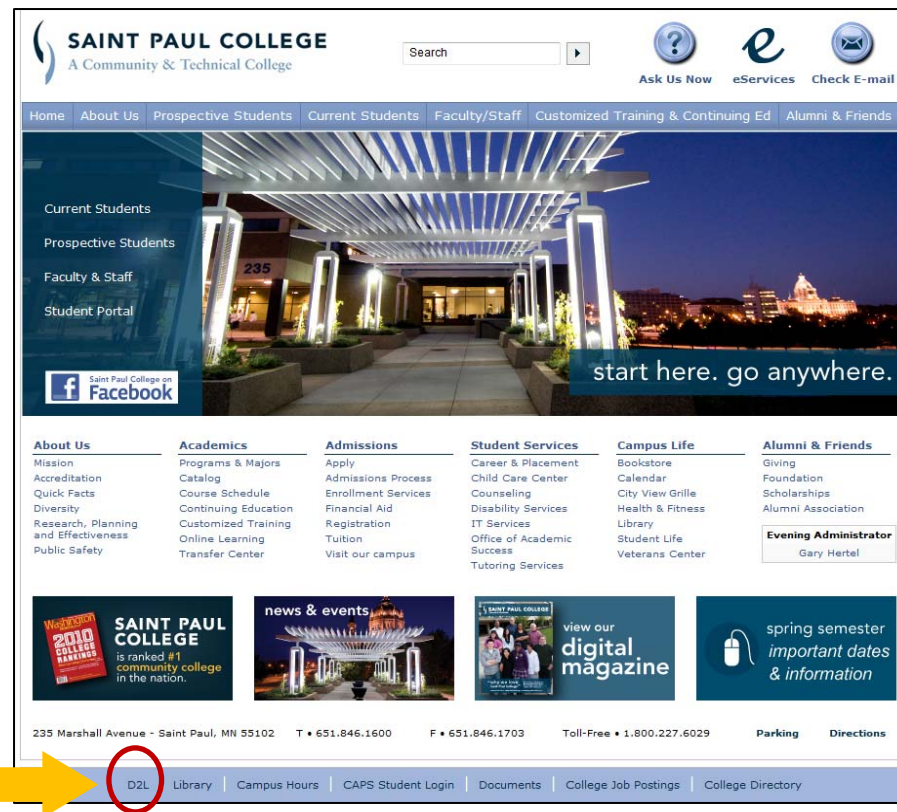 SAINT PAUL COLLEGE
A Community & Technical College
Search
Ask Us Now eServices Check E-mail
Home About Us Prospective Students Current Students Faculty/Staff Customized Training & Continuing Ed Alumni & Friends
Current Students
Prospective Students
Faculty & Staff
Student Portal
235
Saint Paul College on
Facebook
start here. go anywhere.
About Us
Mission
Accreditation
Quick Facts
Diversity
Research, Planning
and Effectiveness
Public Safety
Academics
Programs & Majors
Catalog
Course Schedule
Continuing Education
Customized Training
Online Learning
Transfer Center
Admissions
Apply
Admissions Process
Enrollment Services
Financial Aid
Registration
Tuition
Visit our campus
Student Services
Career & Placement
Child Care Center
Counseling
Disability Services
IT Services
Office of Academic
Success
Tutoring Services
Campus Life
Bookstore
Calendar
City View Grille
Health & Fitness
Library
Student Life
Veterans Center
Alumni & Friends
Giving
Foundation
Scholarships
Alumni Association
Evening Administrator
Gary Hertel
Washington
2010
COLLEGE
RANKINGS
SAINT PAUL
COLLEGE
is ranked #1
community college
in the nation.
news & events
SAINT PAUL COLLEGE
view our
digital
magazine
spring semester
important dates
& information
235 Marshall Avenue - Saint Paul, MN 55102 T • 651.846.1600 F • 651.846.1703 Toll-Free • 1.800.227.6029 Parking Directions
D2L Library Campus Hours CAPS Student Login Documents College Job Postings College Directory